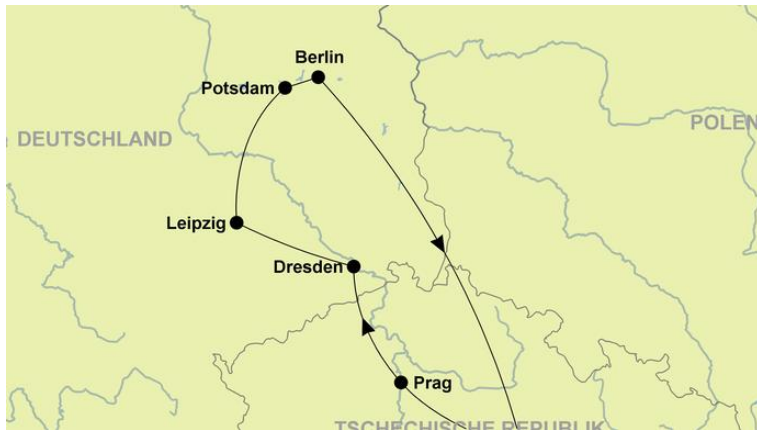 Berlin
Potsdam
POLEN
DEUTSCHLAND
Leipzig
Dresden
Prag
TSCHECHISCHE REPUBLIK